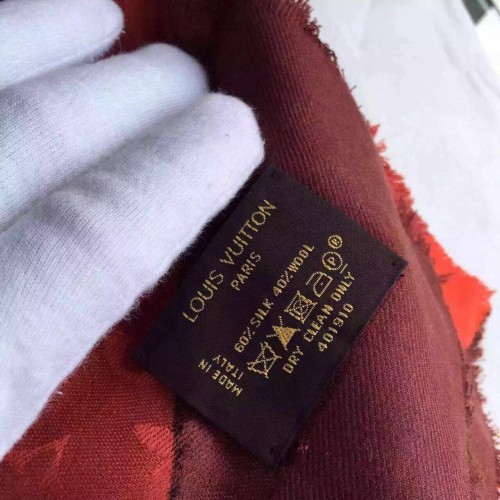 LOUIS VUITTON
PARIS
60% SILK 40% WOOL
P
DRY CLEAN ONLY
401910
MADE IN
ITALY